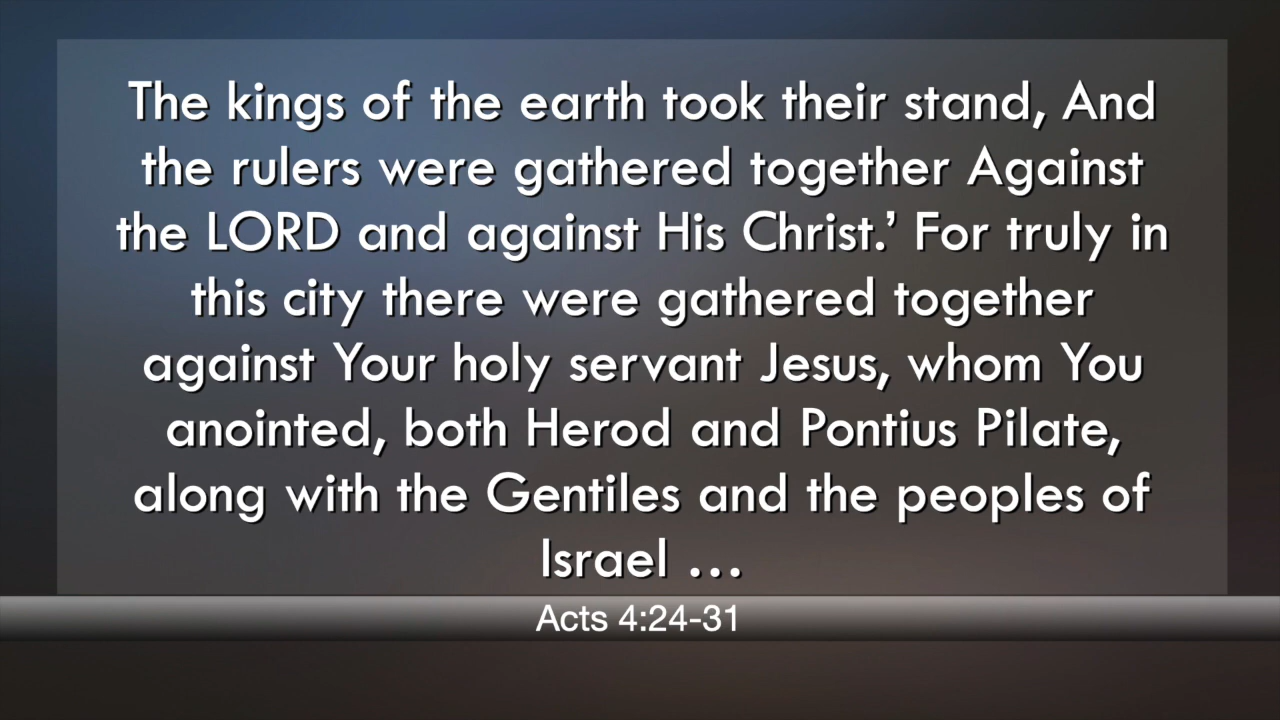 The kings of the earth took their stand, And
the rulers were gathered together Against
the LORD and against His Christ.’ For truly in
this city there were gathered together
against Your holy servant Jesus, whom You
anointed, both Herod and Pontius Pilate,
along with the Gentiles and the peoples of
Israel …
Acts 4:24-31